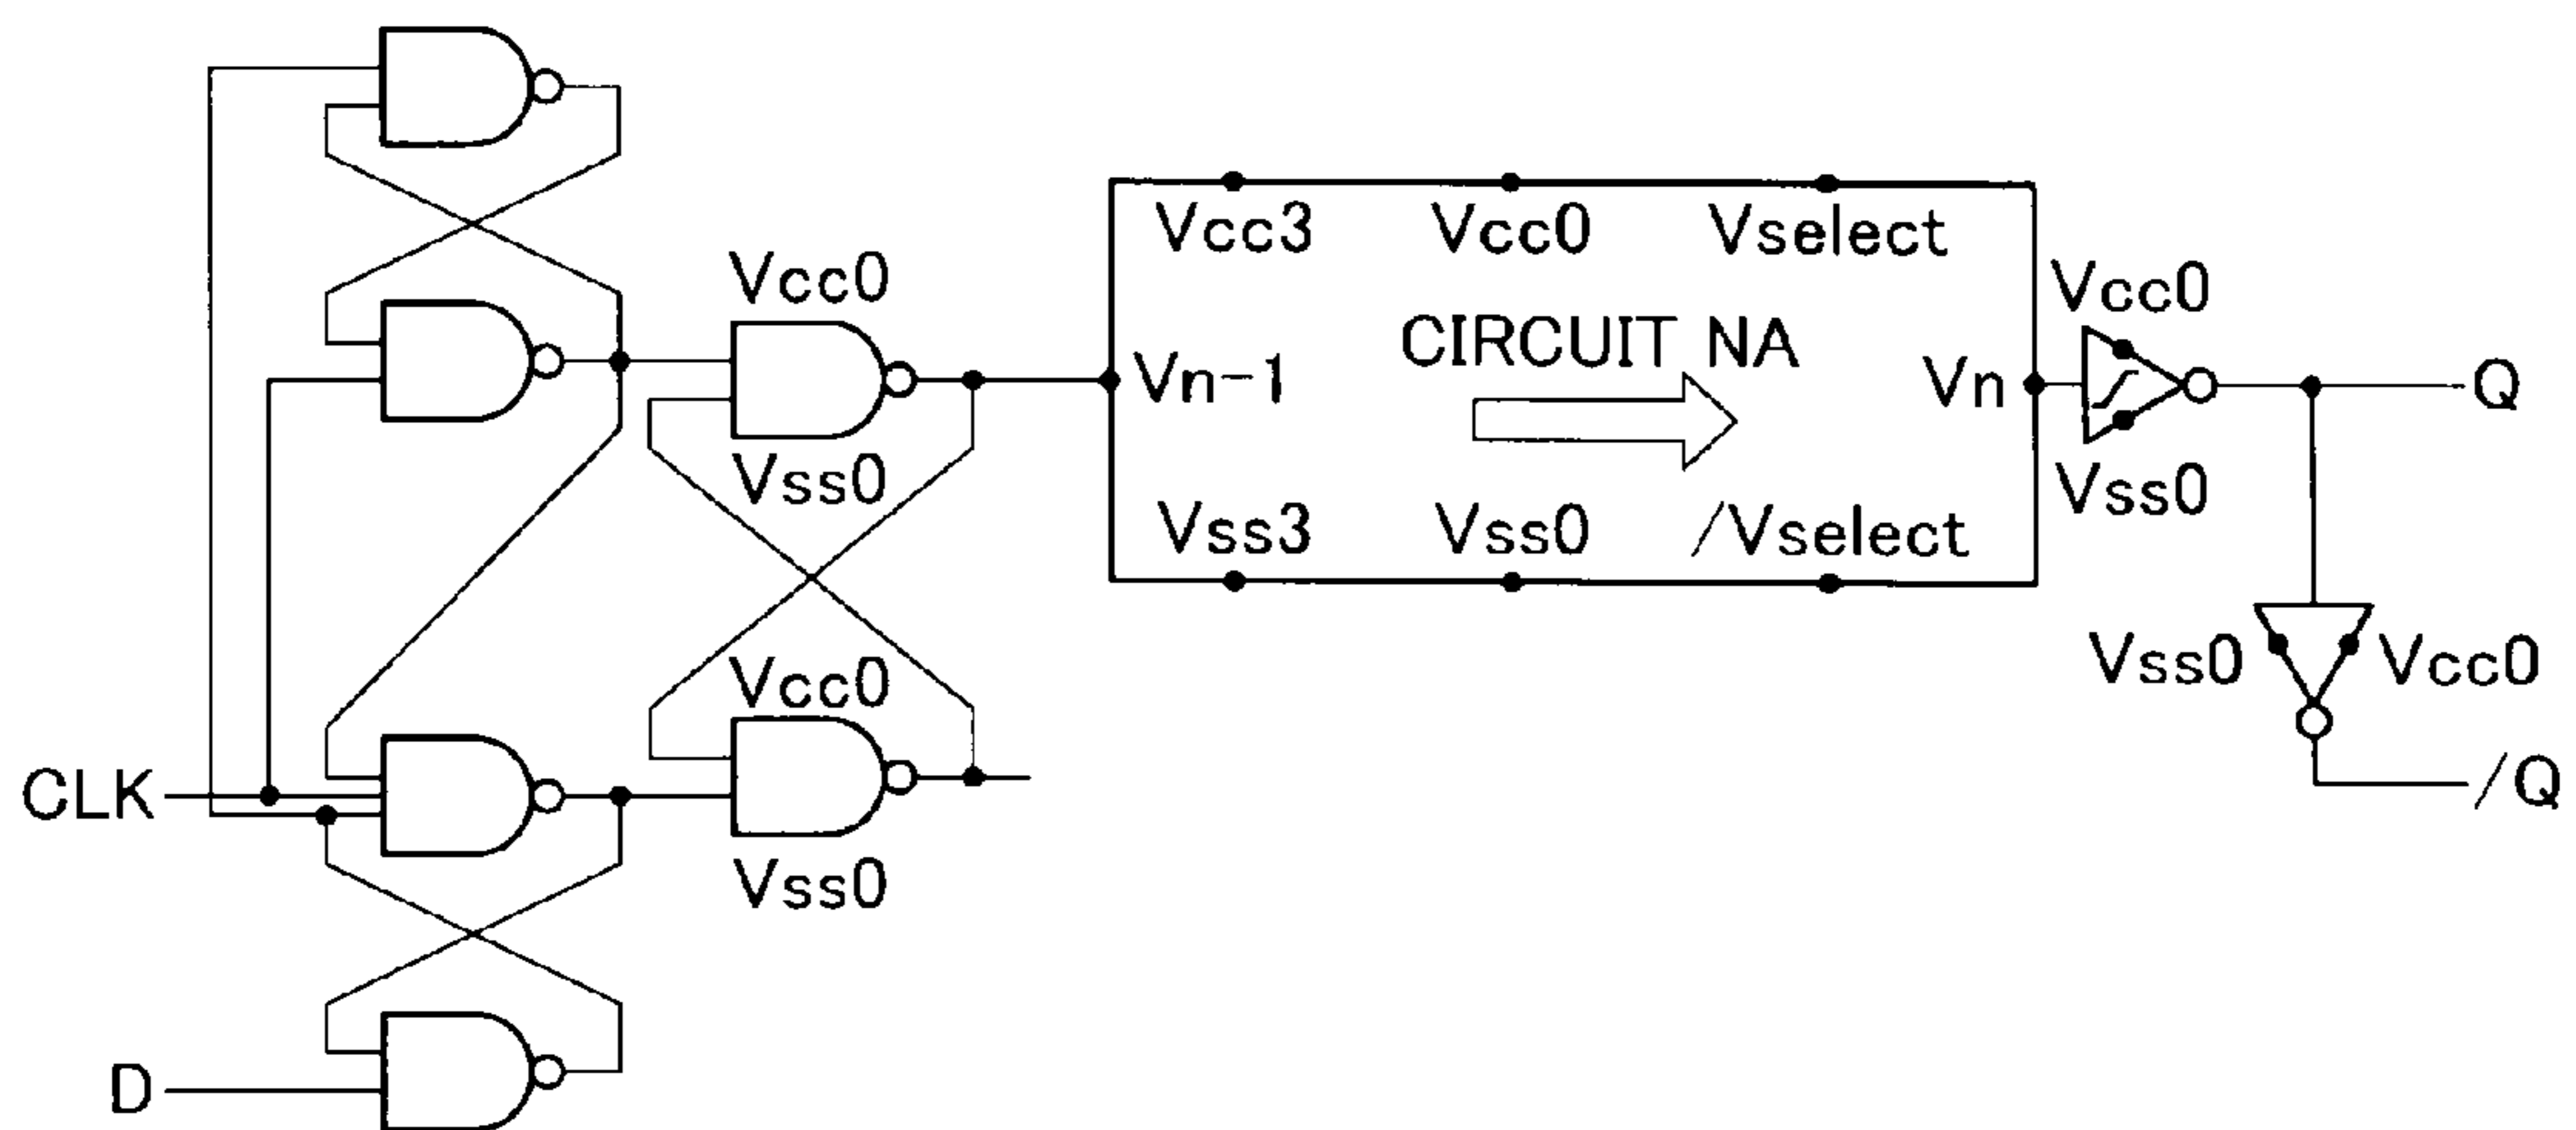 Vcc3 Vcc0 Vselect
Vcc0
Vcc0
CIRCUIT NA
Vn-1
Vn
Q
Vss0
Vss0
Vss3 Vss0 /Vselect
Vcc0
Vss0 Vcc0
CLK
/Q
Vss0
D